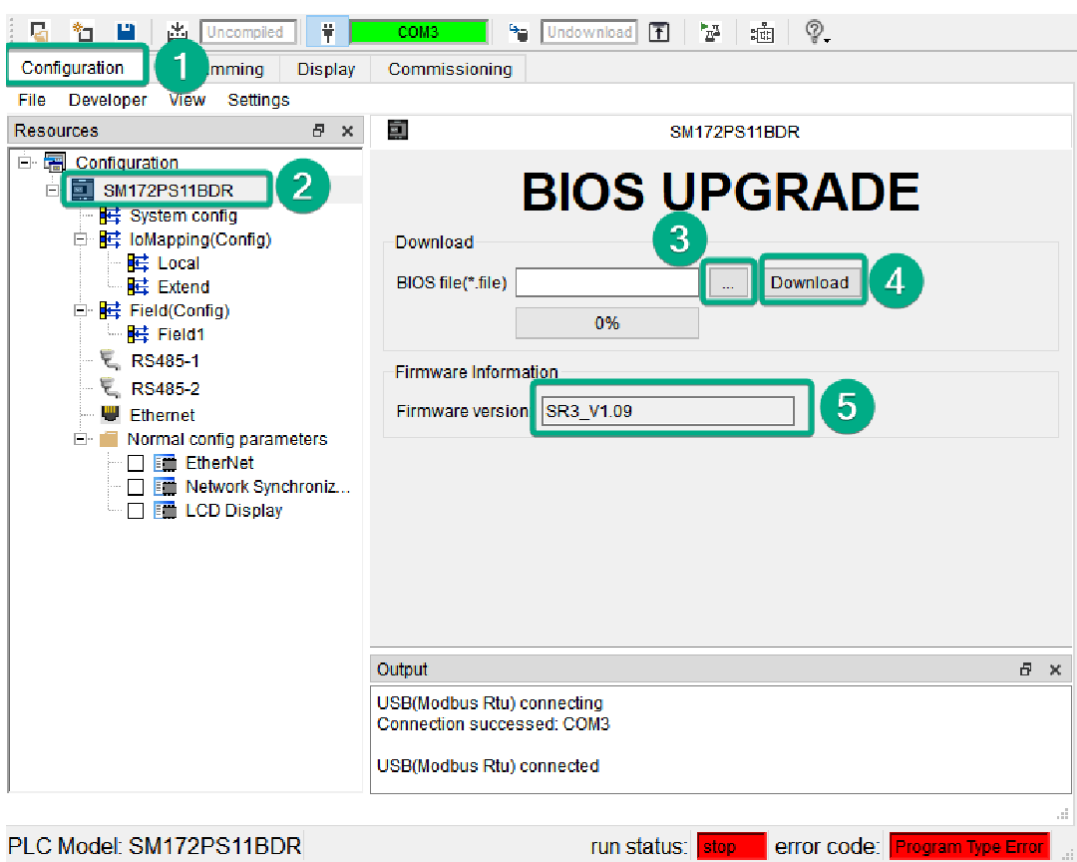 Uncompiled
COM3
Undownload
Configuration
1
mming
Display
Commissioning
File Developer View Settings
Resources
SM172PS11BDR
Configuration
SM172PS11BDR
2
System config
IoMapping(Config)
Local
Extend
Field(Config)
Field1
RS485-1
RS485-2
Ethernet
Normal config parameters
EtherNet
Network Synchroniz...
LCD Display
BIOS UPGRADE
Download
3
BIOS file(*.file)
...
Download
4
0%
Firmware Information
Firmware version
SR3_V1.09
5
Output
USB(Modbus Rtu) connecting
Connection successed: COM3
USB(Modbus Rtu) connected
PLC Model: SM172PS11BDR
run status: stop
error code: Program Type Error